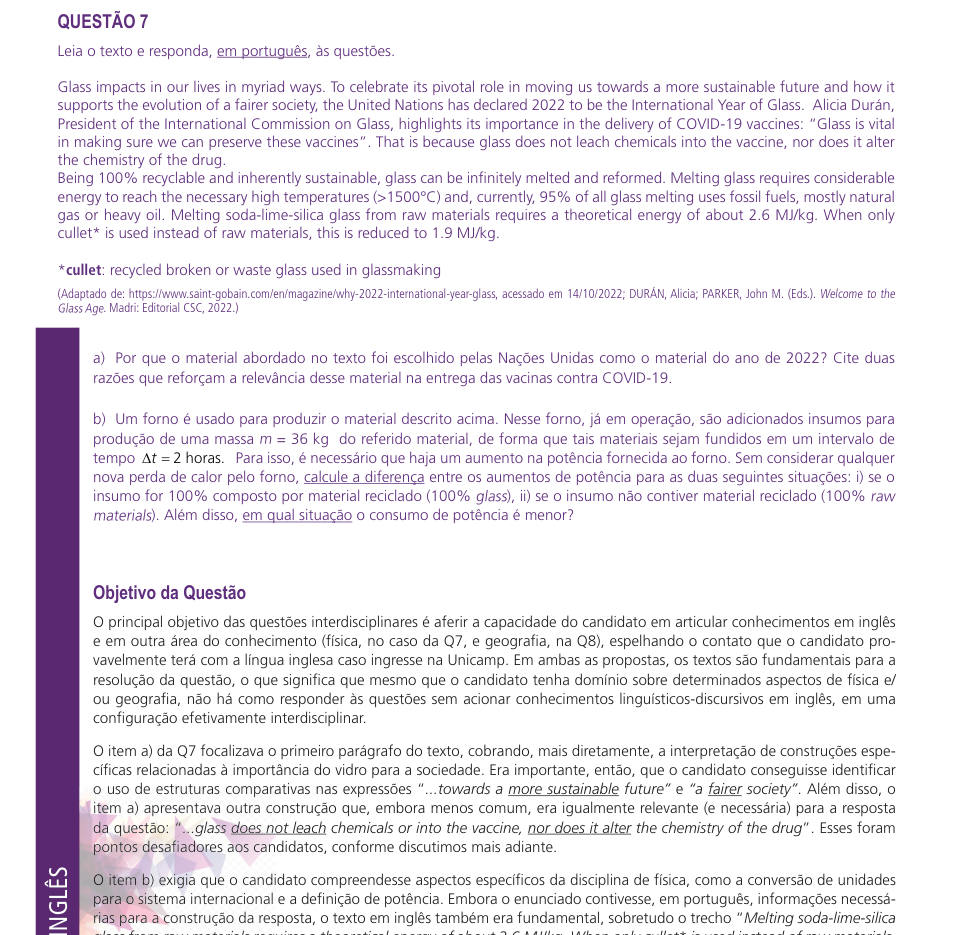 QUESTÃO 7
Leia o texto e responda, em português, às questões.
Glass impacts in our lives in myriad ways. To celebrate its pivotal role in moving us towards a more sustainable future and how it
supports the evolution of a fairer society, the United Nations has declared 2022 to be the International Year of Glass. Alicia Durán,
President of the International Commission on Glass, highlights its importance in the delivery of COVID-19 vaccines: “Glass is vital
in making sure we can preserve these vaccines”. That is because glass does not leach chemicals into the vaccine, nor does it alter
the chemistry of the drug.
Being 100% recyclable and inherently sustainable, glass can be infinitely melted and reformed. Melting glass requires considerable
energy to reach the necessary high temperatures (>1500ºC) and, currently, 95% of all glass melting uses fossil fuels, mostly natural
gas or heavy oil. Melting soda-lime-silica glass from raw materials requires a theoretical energy of about 2.6 MJ/kg. When only
cullet* is used instead of raw materials, this is reduced to 1.9 MJ/kg.
*cullet: recycled broken or waste glass used in glassmaking
(Adaptado de: https://www.saint-gobain.com/en/magazine/why-2022-international-year-glass, acessado em 14/10/2022; DURÁN, Alicia; PARKER, John M. (Eds.). Welcome to the
Glass Age. Madri: Editorial CSC, 2022.)
a) Por que o material abordado no texto foi escolhido pelas Nações Unidas como o material do ano de 2022? Cite duas
razões que reforçam a relevância desse material na entrega das vacinas contra COVID-19.
b) Um forno é usado para produzir o material descrito acima. Nesse forno, já em operação, são adicionados insumos para
produção de uma massa m = 36 kg do referido material, de forma que tais materiais sejam fundidos em um intervalo de
tempo Δt = 2 horas. Para isso, é necessário que haja um aumento na potência fornecida ao forno. Sem considerar qualquer
nova perda de calor pelo forno, calcule a diferença entre os aumentos de potência para as duas seguintes situações: i) se o
insumo for 100% composto por material reciclado (100% glass), ii) se o insumo não contiver material reciclado (100% raw
materials). Além disso, em qual situação o consumo de potência é menor?
Objetivo da Questão
O principal objetivo das questões interdisciplinares é aferir a capacidade do candidato em articular conhecimentos em inglês
e em outra área do conhecimento (física, no caso da Q7, e geografia, na Q8), espelhando o contato que o candidato pro-
vavelmente terá com a língua inglesa caso ingresse na Unicamp. Em ambas as propostas, os textos são fundamentais para a
resolução da questão, o que significa que mesmo que o candidato tenha domínio sobre determinados aspectos de física e/
ou geografia, não há como responder às questões sem acionar conhecimentos linguísticos-discursivos em inglês, em uma
configuração efetivamente interdisciplinar.
O item a) da Q7 focalizava o primeiro parágrafo do texto, cobrando, mais diretamente, a interpretação de construções espe-
cíficas relacionadas à importância do vidro para a sociedade. Era importante, então, que o candidato conseguisse identificar
o uso de estruturas comparativas nas expressões “...towards a more sustainable future” e “a fairer society”. Além disso, o
item a) apresentava outra construção que, embora menos comum, era igualmente relevante (e necessária) para a resposta
da questão: “...glass does not leach chemicals or into the vaccine, nor does it alter the chemistry of the drug”. Esses foram
pontos desafiadores aos candidatos, conforme discutimos mais adiante.
O item b) exigia que o candidato compreendesse aspectos específicos da disciplina de física, como a conversão de unidades
para o sistema internacional e a definição de potência. Embora o enunciado contivesse, em português, informações necessá-
rias para a construção da resposta, o texto em inglês também era fundamental, sobretudo o trecho “Melting soda-lime-silica
glass from raw materials requires a theoretical energy of about 2.6 MJ/kg. When only cullet* is used instead of raw materials,
INGLÊS